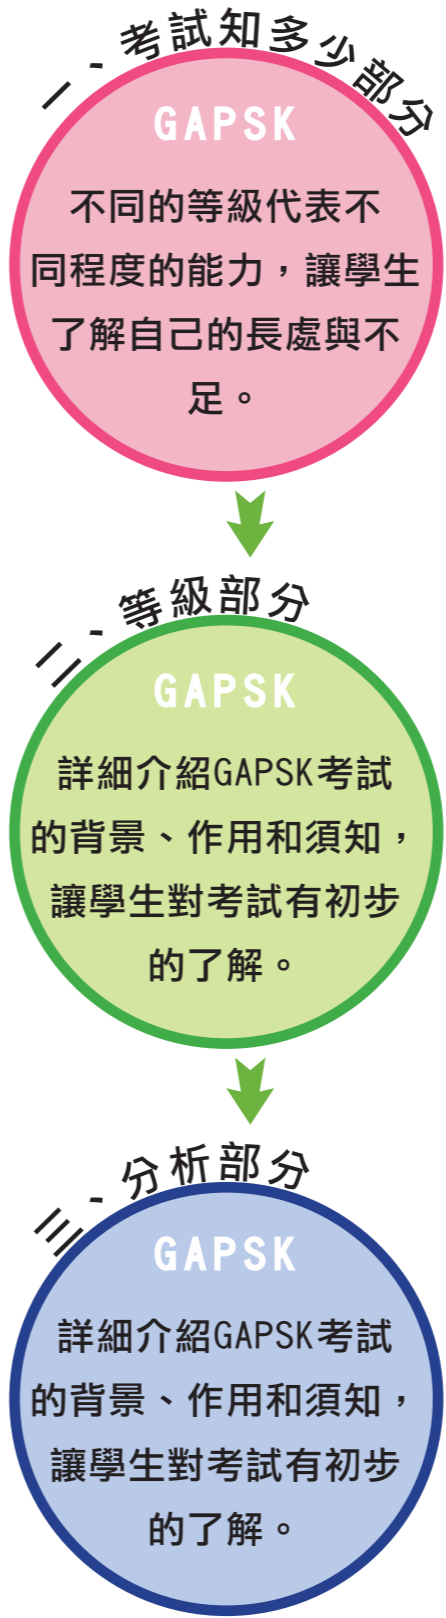 一、考試知多少部分
GAPSK
不同的等級代表不
同程度的能力，讓學生
了解自己的長處與不
足。
二、等級部分
GAPSK
詳細介紹GAPSK考試
的背景、作用和須知，
讓學生對考試有初步
的了解。
三、分析部分
GAPSK
詳細介紹GAPSK考試
的背景、作用和須知，
讓學生對考試有初步
的了解。